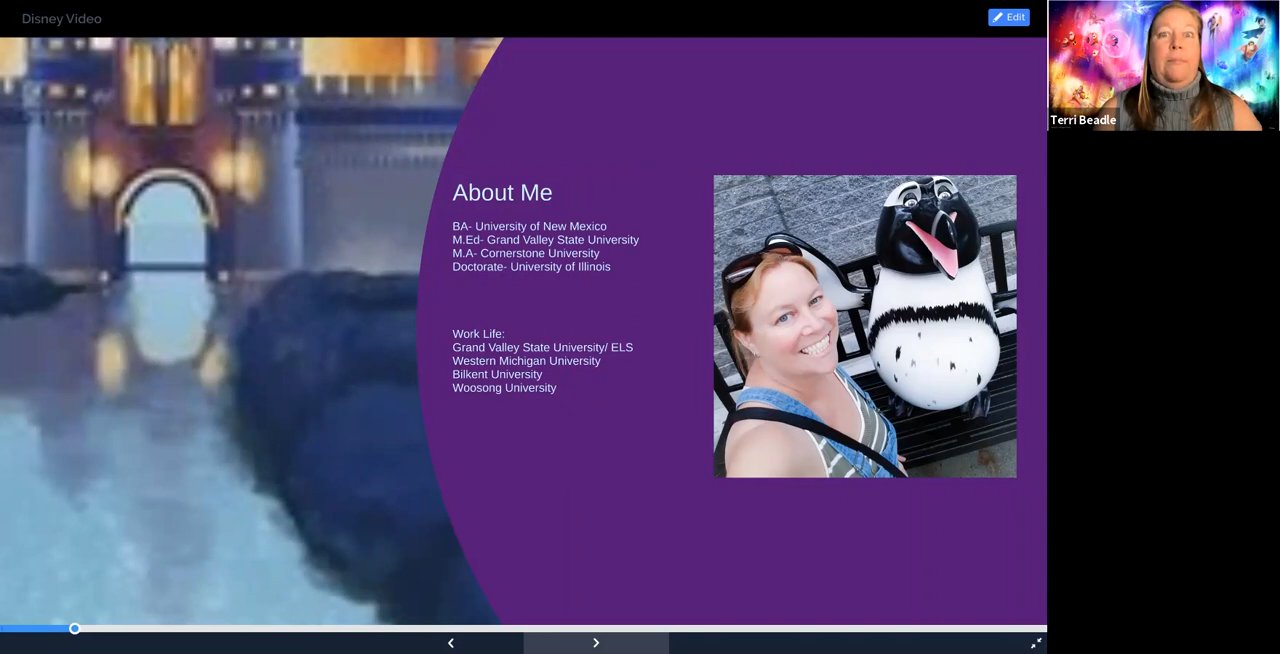 Disney Video
Edit
Terri Beadle
About Me
BA- University of New Mexico
M.Ed- Grand Valley State University
M.A- Cornerstone University
Doctorate- University of Illinois
Work Life:
Grand Valley State University/ ELS
Western Michigan University
Bilkent University
Woosong University